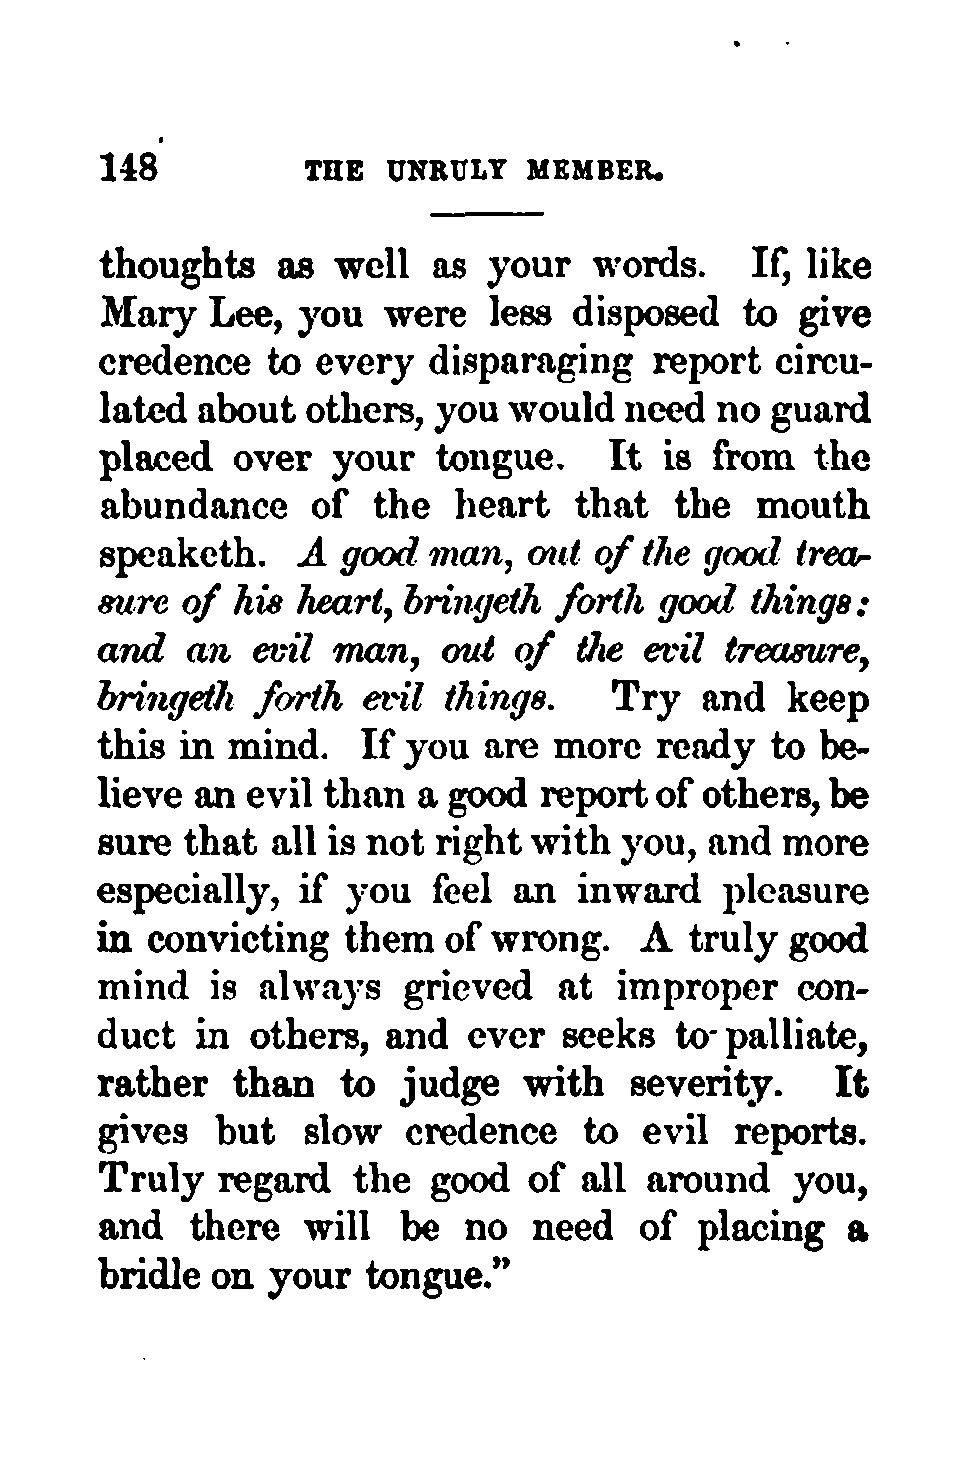 148 THE UNRULY MEMBER.
thoughts as well as your words. If, like
Mary Lee, you were less disposed to give
credence to every disparaging report circu-
lated about others, you would need no guard
placed over your tongue. It is from the
abundance of the heart that the mouth
speaketh. A good man, out of the good trea-
sure of his heart, bringeth forth good things:
and an evil man, out of the evil treasure,
bringeth forth evil things. Try and keep
this in mind. If you are more ready to be-
lieve an evil than a good report of others, be
sure that all is not right with you, and more
especially, if you feel an inward pleasure
in convicting them of wrong. A truly good
mind is always grieved at improper con-
duct in others, and ever seeks to palliate,
rather than to judge with severity. It
gives but slow credence to evil reports.
Truly regard the good of all around you,
and there will be no need of placing a
bridle on your tongue."